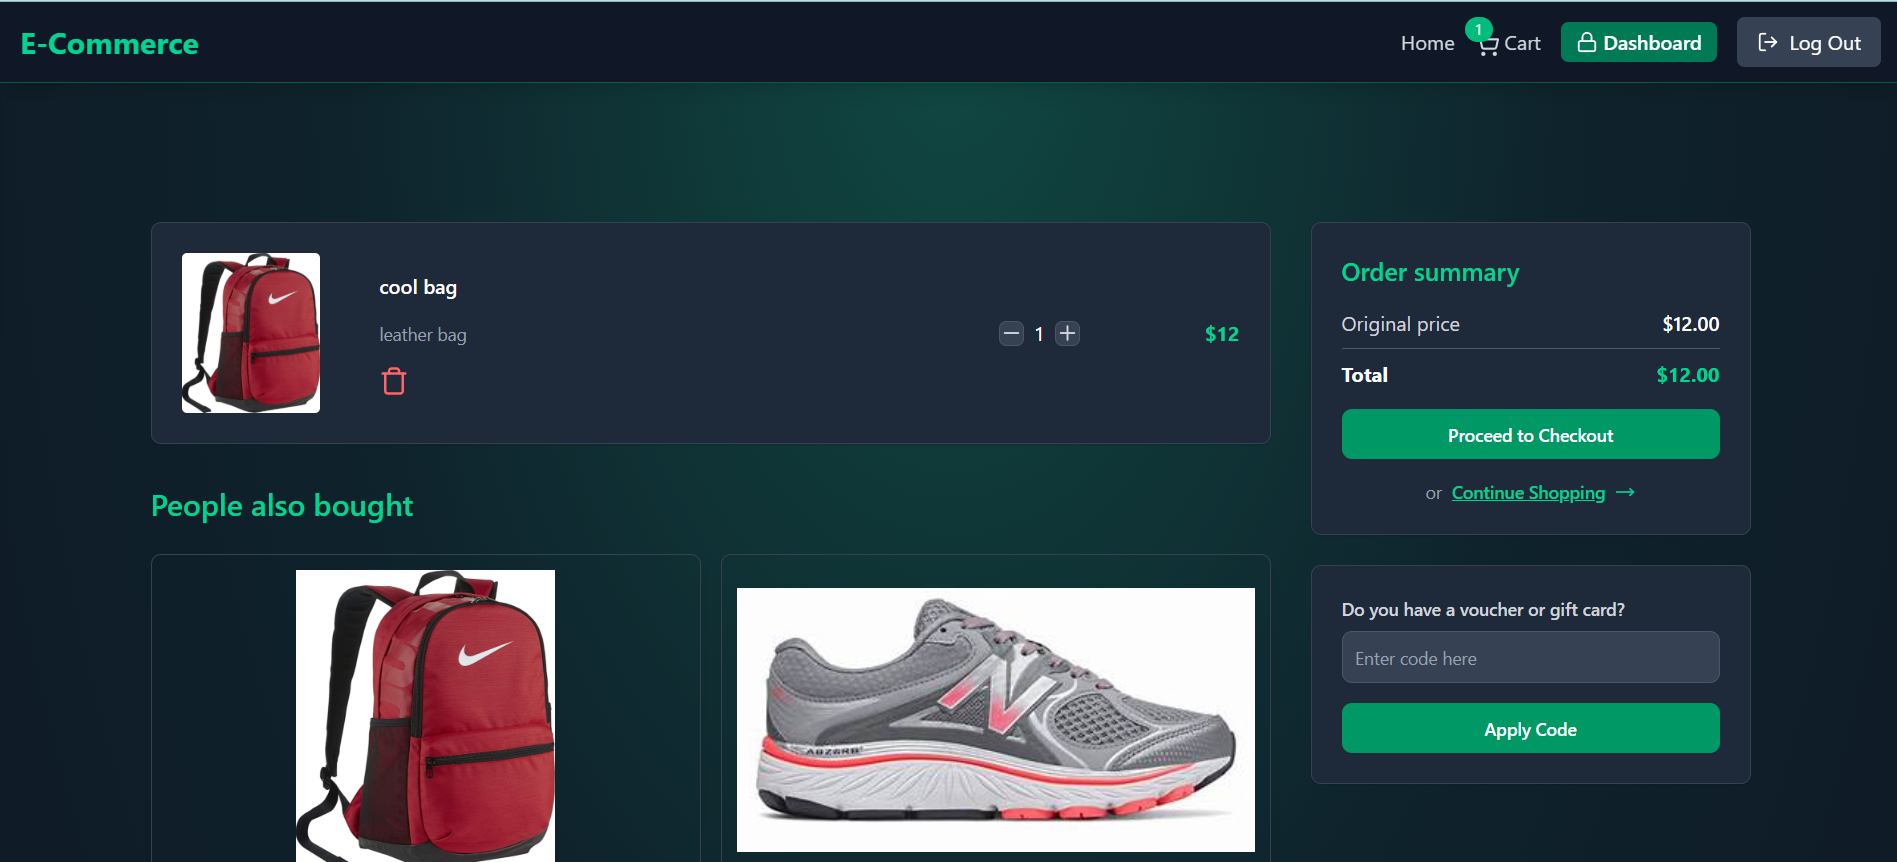 E-Commerce
Home
1
Cart
Dashboard
Log Out
cool bag
leather bag
1
$12
Order summary
Original price $12.00
Total $12.00
Proceed to Checkout
or Continue Shopping →
People also bought
Do you have a voucher or gift card?
Enter code here
Apply Code
N
ABZORB